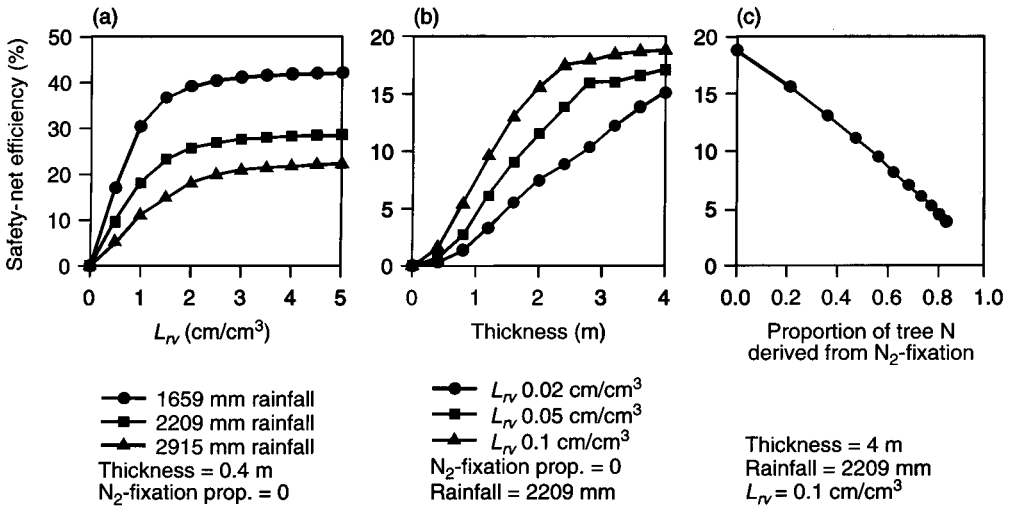 (a)
Safety-net efficiency (%)
50
40
30
20
10
0
0 1 2 3 4 5
Lrv (cm/cm³)
1659 mm rainfall
2209 mm rainfall
2915 mm rainfall
Thickness = 0.4 m
N₂-fixation prop. = 0
(b)
20
15
10
5
0
0 1 2 3 4
Thickness (m)
Lrv 0.02 cm/cm³
Lrv 0.05 cm/cm³
Lrv 0.1 cm/cm³
N₂-fixation prop. = 0
Rainfall = 2209 mm
(c)
20
15
10
5
0
0.0 0.2 0.4 0.6 0.8 1.0
Proportion of tree N
derived from N₂-fixation
Thickness = 4 m
Rainfall = 2209 mm
Lrv = 0.1 cm/cm³